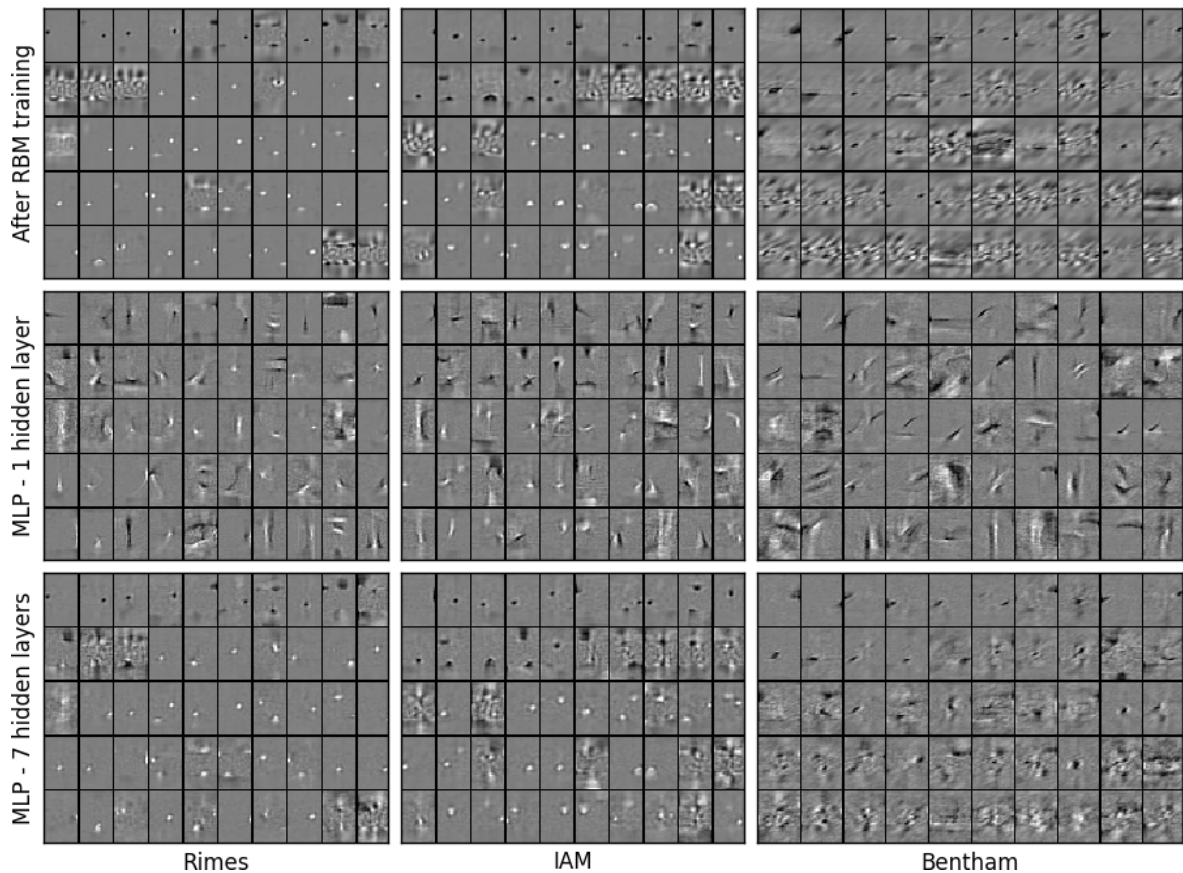 After RBM training
MLP - 1 hidden layer
MLP - 7 hidden layers
Rimes
IAM
Bentham